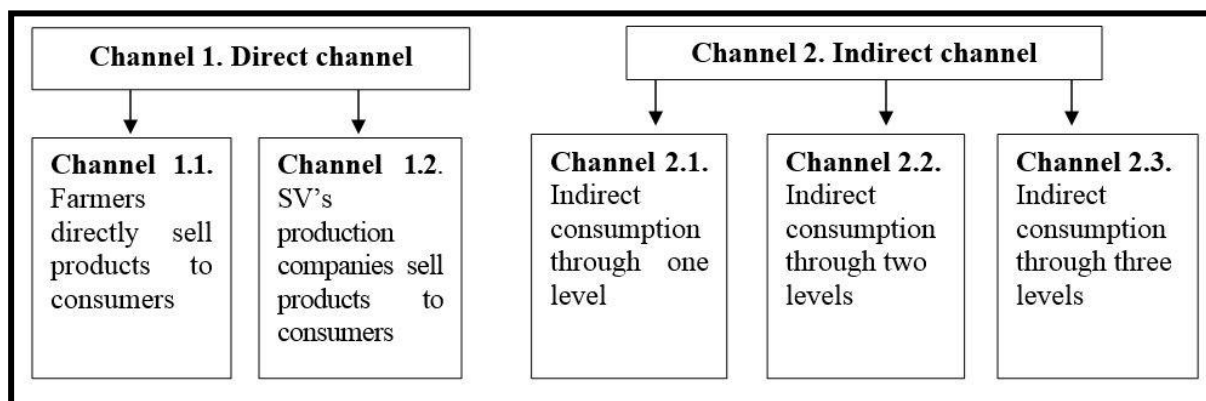 Channel 1. Direct channel
Channel 2. Indirect channel
Channel 1.1.
Farmers
directly sell
products to
consumers
Channel 1.2.
SV’s
production
companies sell
products to
consumers
Channel 2.1.
Indirect
consumption
through one
level
Channel 2.2.
Indirect
consumption
through two
levels
Channel 2.3.
Indirect
consumption
through three
levels